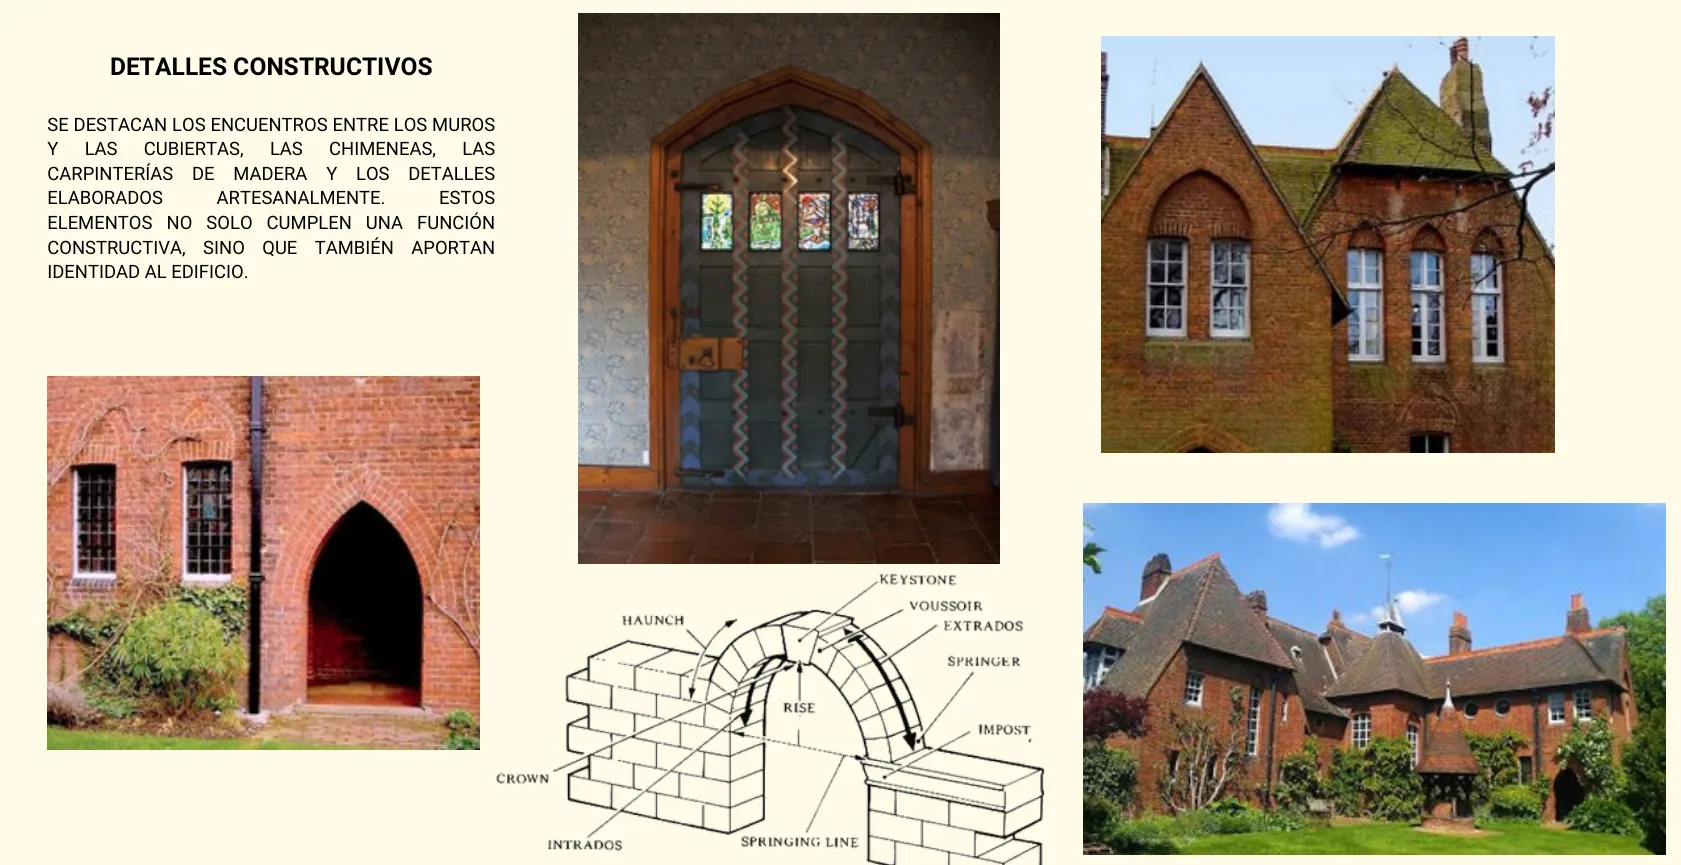 DETALLES CONSTRUCTIVOS
SE DESTACAN LOS ENCUENTROS ENTRE LOS MUROS
Y LAS CUBIERTAS, LAS CHIMENEAS, LAS
CARPINTERÍAS DE MADERA Y LOS DETALLES
ELABORADOS ARTESANALMENTE. ESTOS
ELEMENTOS NO SOLO CUMPLEN UNA FUNCIÓN
CONSTRUCTIVA, SINO QUE TAMBIÉN APORTAN
IDENTIDAD AL EDIFICIO.
KEYSTONE
VOUSSOIR
HAUNCH
EXTRADOS
SPRINGER
RISE
IMPOST
CROWN
INTRADOS
SPRINGING LINE